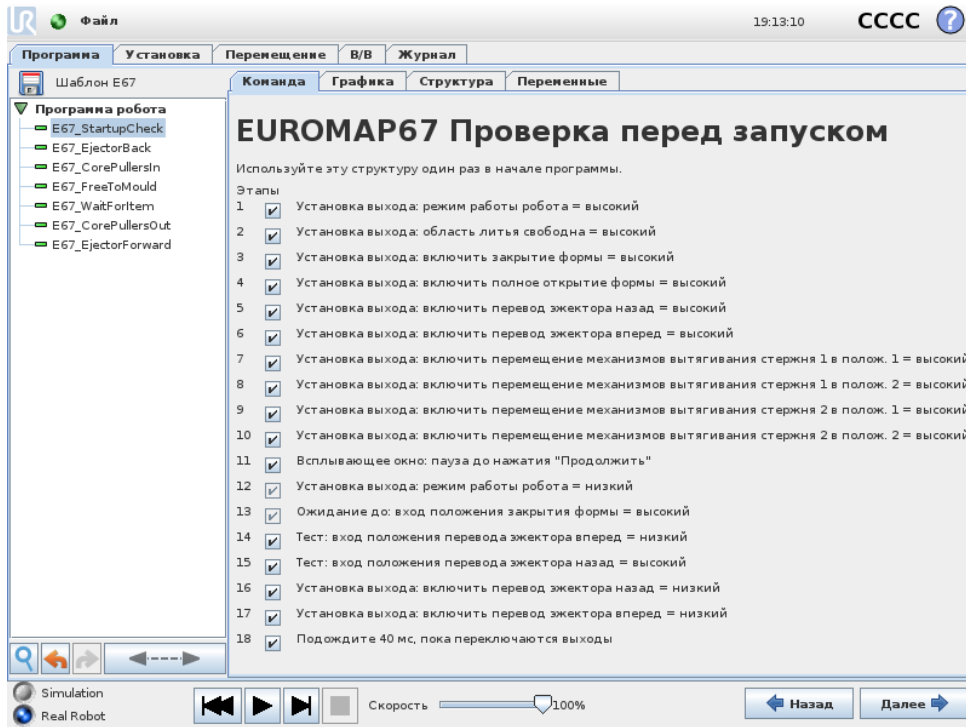 UR Файл 19:13:10 CCCC ?
Программа Установка Перемещение В/В Журнал
Шаблон E67 Команда Графика Структура Переменные
Программа робота
E67_StartupCheck
E67_EjectorBack
E67_CorePullersIn
E67_FreeToMould
E67_WaitForItem
E67_CorePullersOut
E67_EjectorForward
EUROMAP67 Проверка перед запуском
Используйте эту структуру один раз в начале программы.
Этапы
1 Установка выхода: режим работы робота = высокий
2 Установка выхода: область литья свободна = высокий
3 Установка выхода: включить закрытие формы = высокий
4 Установка выхода: включить полное открытие формы = высокий
5 Установка выхода: включить перевод эжектора назад = высокий
6 Установка выхода: включить перевод эжектора вперед = высокий
7 Установка выхода: включить перемещение механизмов вытягивания стержня 1 в полож. 1 = высокий
8 Установка выхода: включить перемещение механизмов вытягивания стержня 1 в полож. 2 = высокий
9 Установка выхода: включить перемещение механизмов вытягивания стержня 2 в полож. 1 = высокий
10 Установка выхода: включить перемещение механизмов вытягивания стержня 2 в полож. 2 = высокий
11 Всплывающее окно: пауза до нажатия "Продолжить"
12 Установка выхода: режим работы робота = низкий
13 Ожидание до: вход положения закрытия формы = высокий
14 Тест: вход положения перевода эжектора вперед = низкий
15 Тест: вход положения перевода эжектора назад = высокий
16 Установка выхода: включить перевод эжектора назад = низкий
17 Установка выхода: включить перевод эжектора вперед = низкий
18 Подождите 40 мс, пока переключаются выходы
Simulation
Real Robot
Скорость 100% Назад Далее